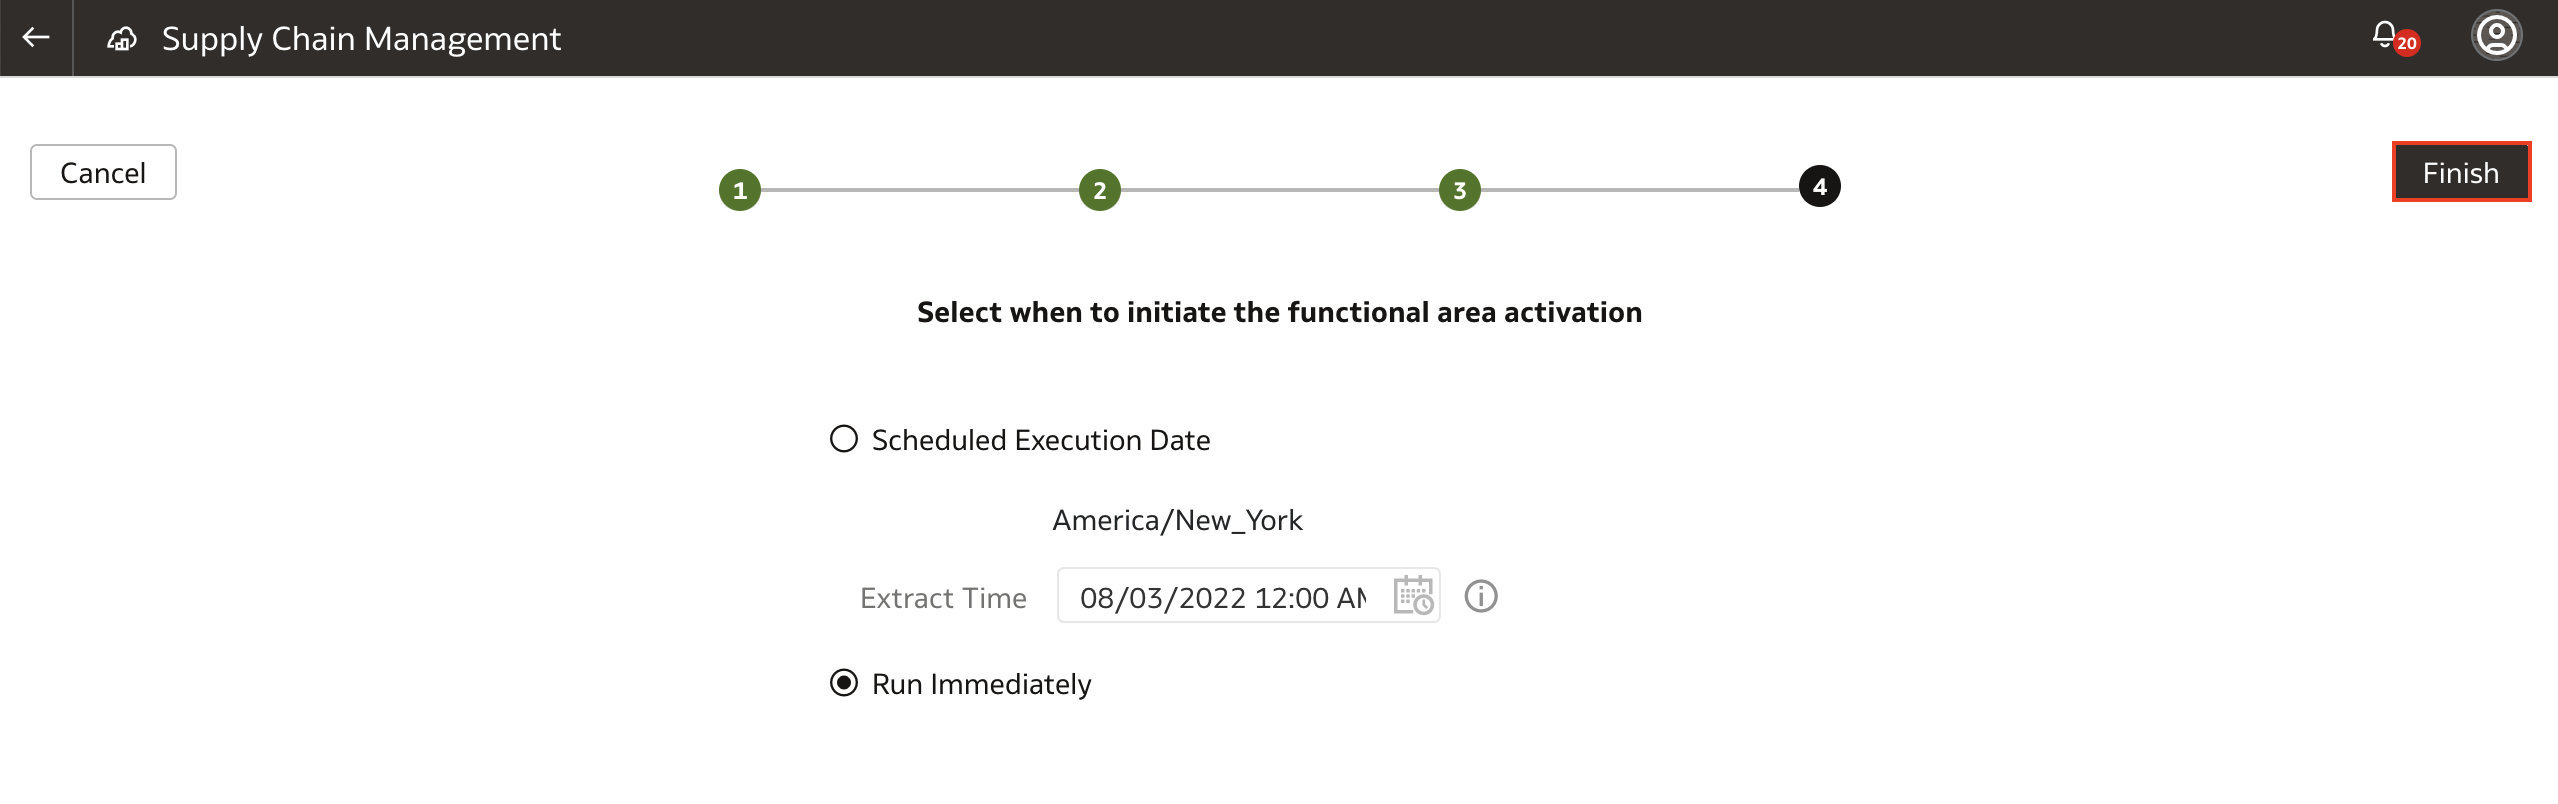 Supply Chain Management
20
Cancel
1
2
3
4
Finish
Select when to initiate the functional area activation
Scheduled Execution Date
America/New_York
Extract Time 08/03/2022 12:00 AM
Run Immediately